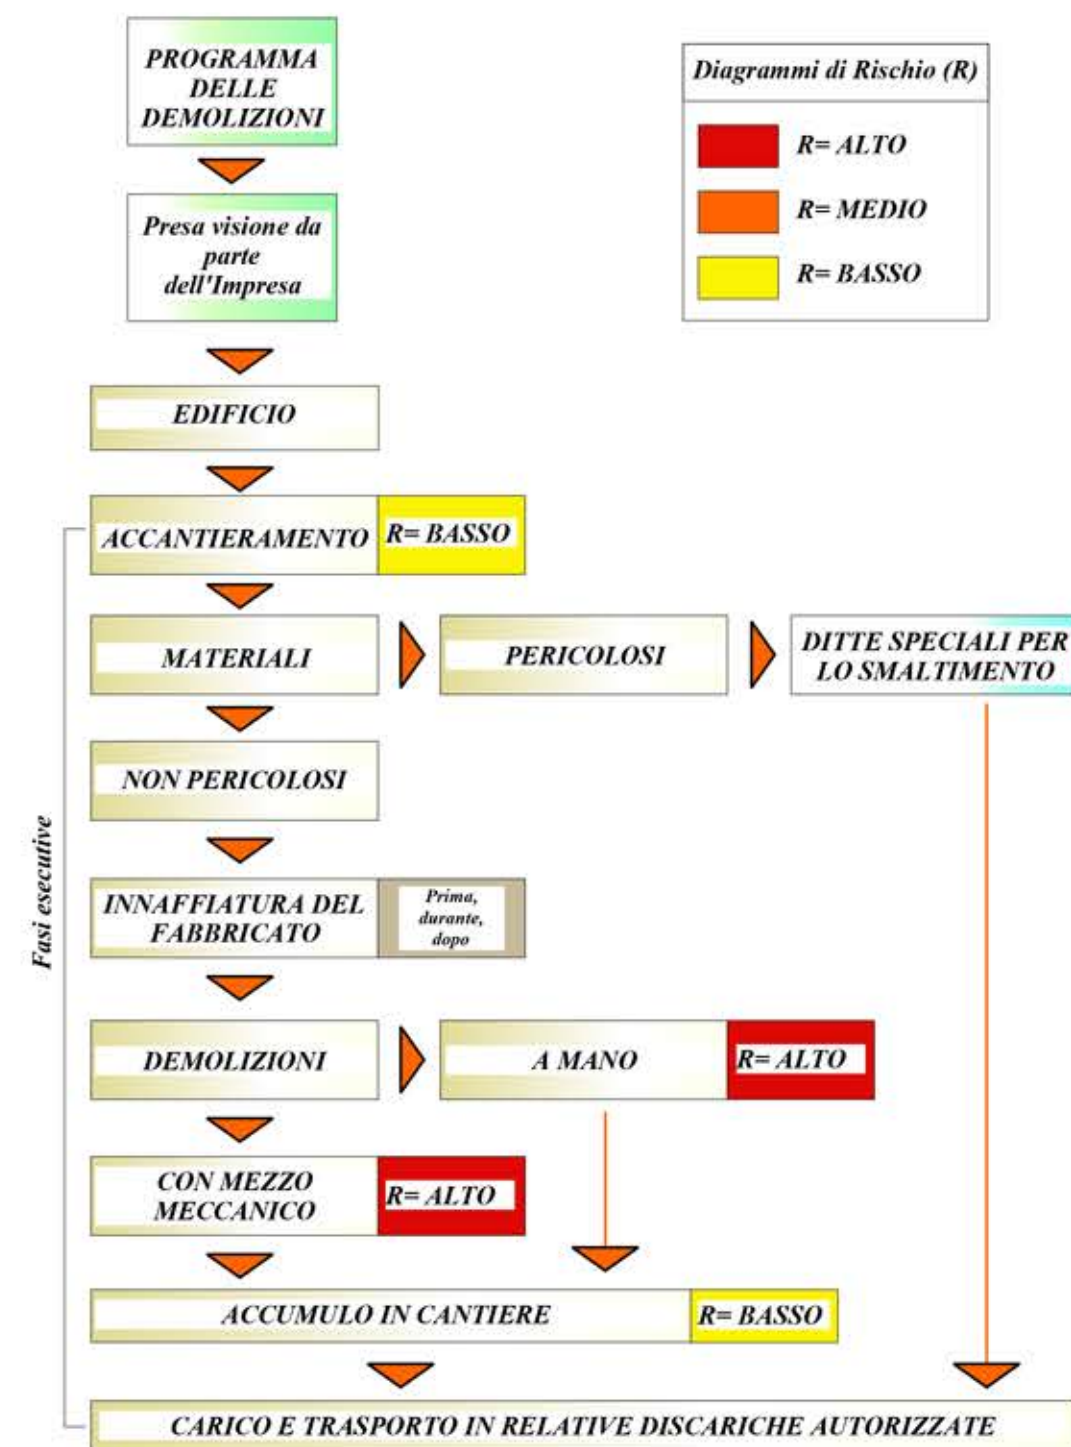 PROGRAMMA
DELLE
DEMOLIZIONI
Diagrammi di Rischio (R)
R= ALTO
R= MEDIO
R= BASSO
Presa visione da
parte
dell'Impresa
EDIFICIO
Fasi esecutive
ACCANTIERAMENTO
R= BASSO
MATERIALI
PERICOLOSI
DITTE SPECIALI PER
LO SMALTIMENTO
NON PERICOLOSI
INNAFFIATURA DEL
FABBRICATO
Prima,
durante,
dopo
DEMOLIZIONI
A MANO
R= ALTO
CON MEZZO
MECCANICO
R= ALTO
ACCUMULO IN CANTIERE
R= BASSO
CARICO E TRASPORTO IN RELATIVE DISCARICHE AUTORIZZATE